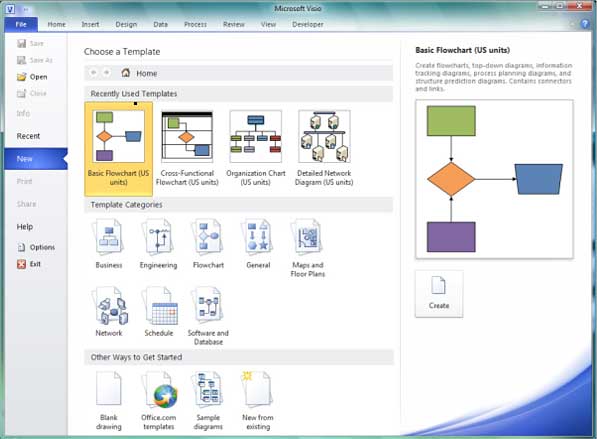 Microsoft Visio
File Home Insert Design Data Process Review View Developer
Save
Save As
Open
Close
Info
Recent
New
Print
Share
Help
Options
Exit
Choose a Template
Home
Recently Used Templates
Basic Flowchart (US units)
Cross-Functional Flowchart (US units)
Organization Chart (US units)
Detailed Network Diagram (US units)
Template Categories
Business
Engineering
Flowchart
General
Maps and Floor Plans
Network
Schedule
Software and Database
Other Ways to Get Started
Blank drawing
Office.com templates
Sample diagrams
New from existing
Basic Flowchart (US units)
Create flowcharts, top-down diagrams, information
tracking diagrams, process planning diagrams, and
structure prediction diagrams. Contains connectors
and links.
Create